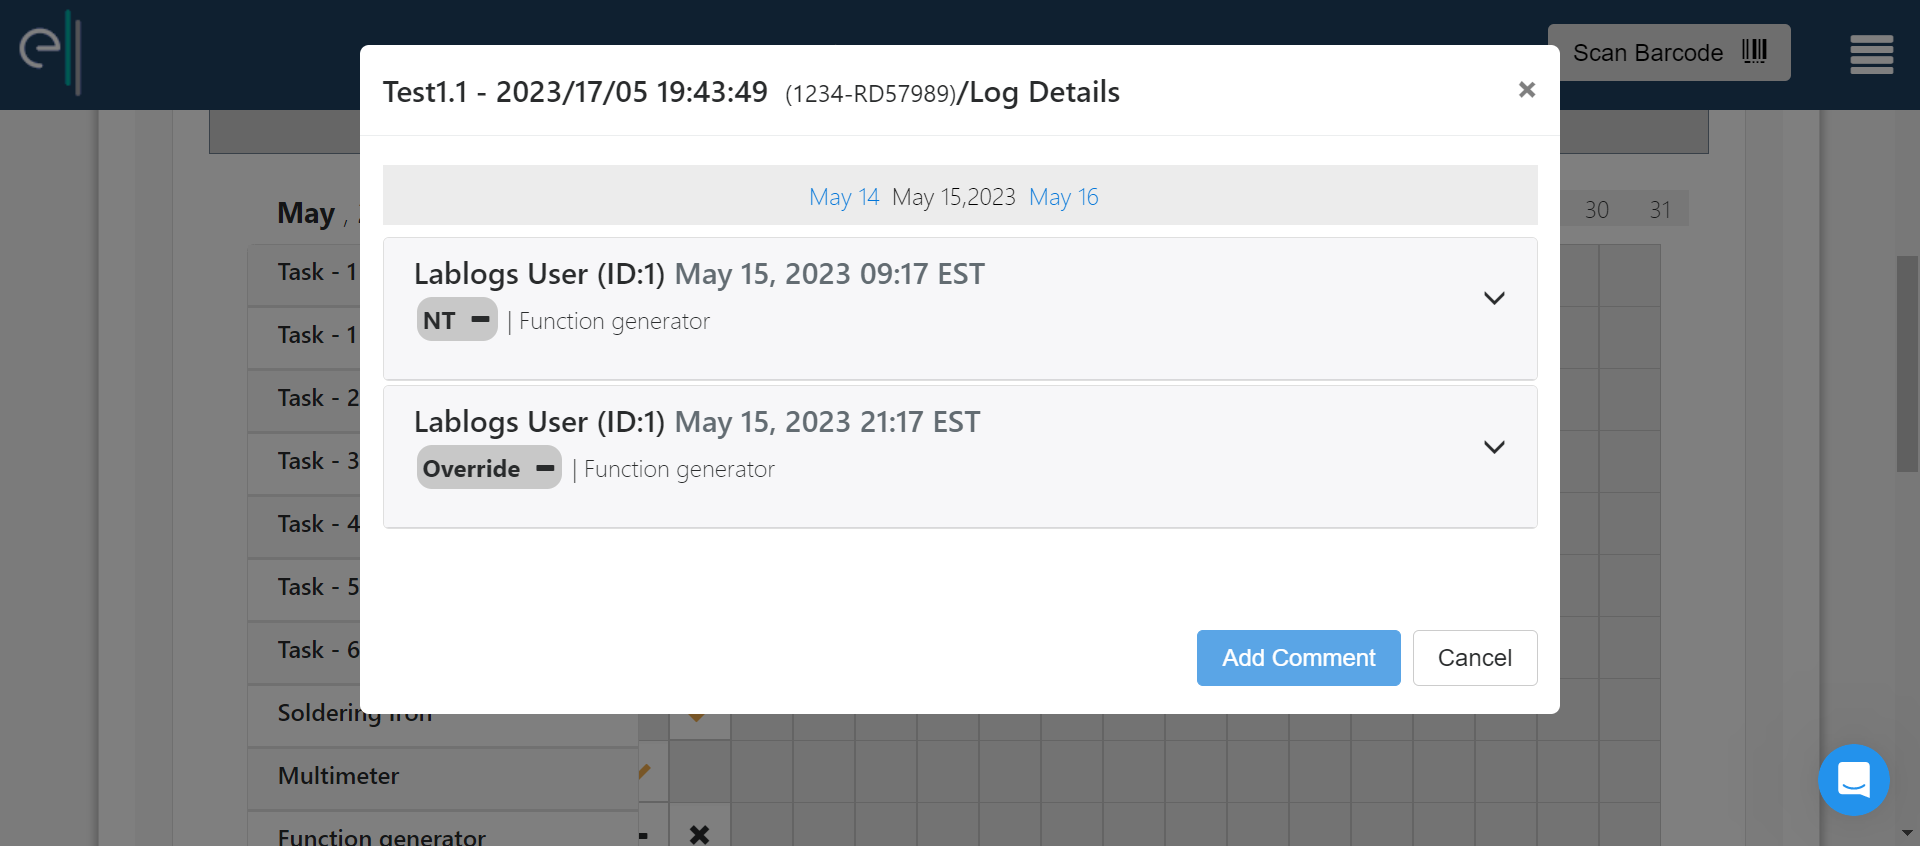 ell
Scan Barcode
Test1.1 - 2023/17/05 19:43:49 (1234-RD57989)/Log Details
May 14 May 15,2023 May 16
May ,
30 31
Lablogs User (ID:1) May 15, 2023 09:17 EST
NT | Function generator
Lablogs User (ID:1) May 15, 2023 21:17 EST
Override | Function generator
Add Comment Cancel
Task - 1
Task - 1
Task - 2
Task - 3
Task - 4
Task - 5
Task - 6
Soldering Iron
Multimeter
Function generator